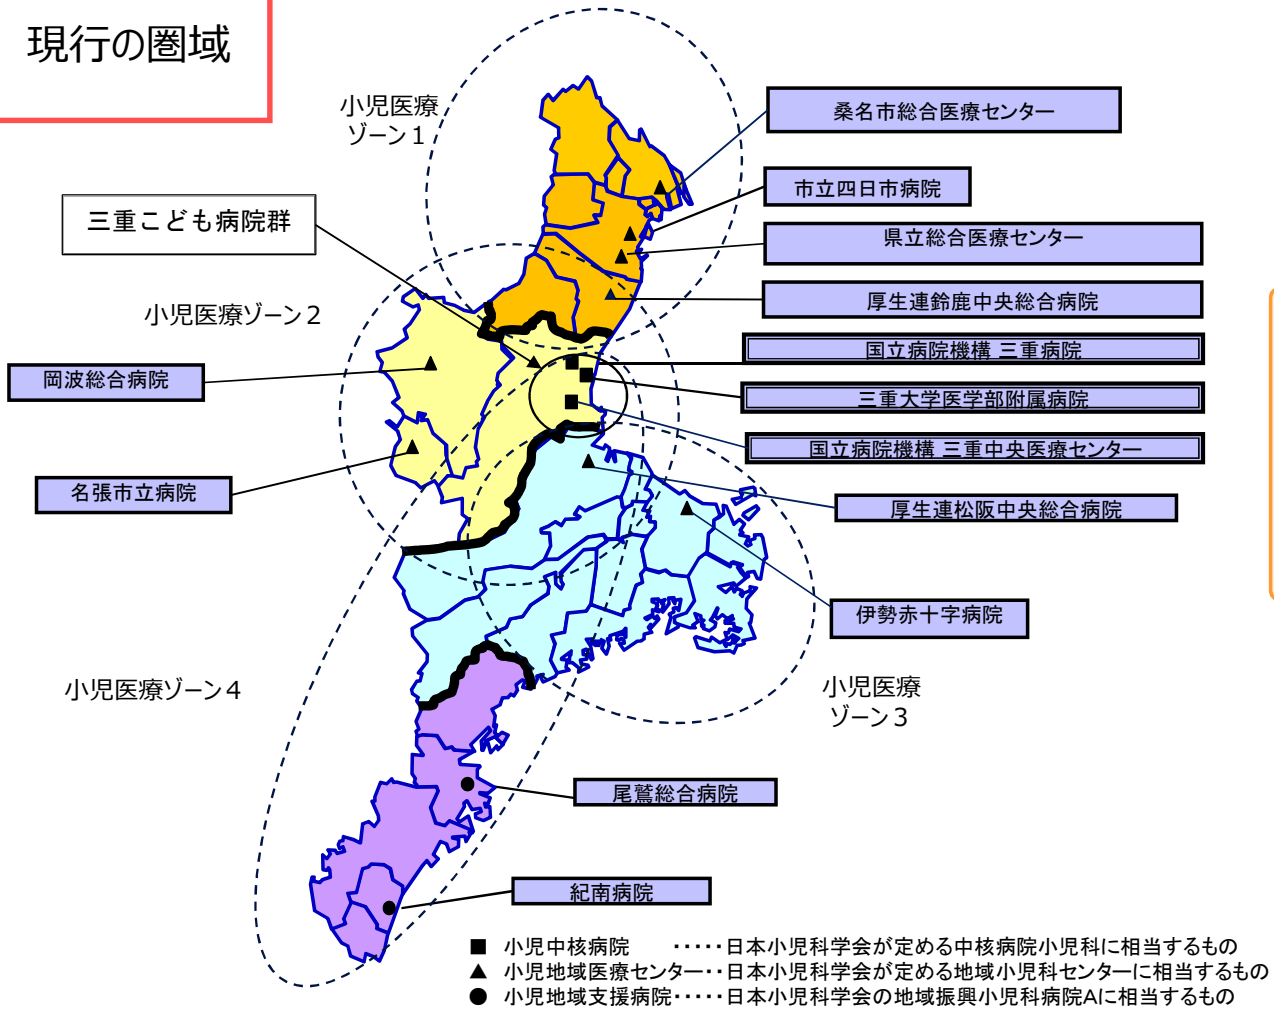 現行の圏域
小児医療
ゾーン１
桑名市総合医療センター
市立四日市病院
三重こども病院群
県立総合医療センター
小児医療ゾーン２
厚生連鈴鹿中央総合病院
国立病院機構 三重病院
岡波総合病院
三重大学医学部附属病院
国立病院機構 三重中央医療センター
名張市立病院
厚生連松阪中央総合病院
伊勢赤十字病院
小児医療ゾーン４
小児医療
ゾーン３
尾鷲総合病院
紀南病院
■ 小児中核病院 ・・・・・日本小児科学会が定める中核病院小児科に相当するもの
▲ 小児地域医療センター・・日本小児科学会が定める地域小児科センターに相当するもの
● 小児地域支援病院・・・・・日本小児科学会の地域振興小児科病院Aに相当するもの